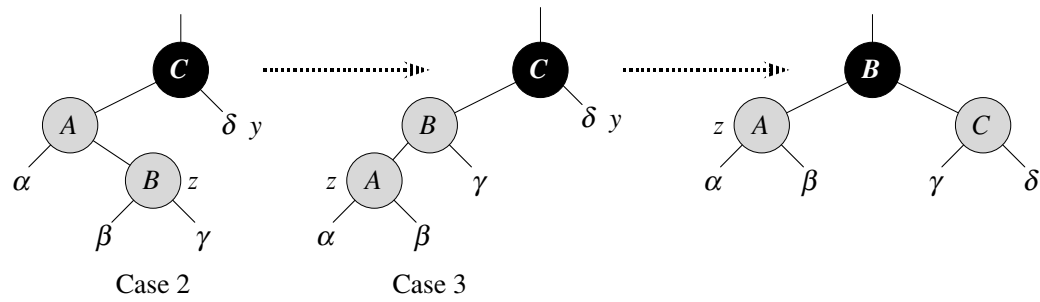 C C B
δ y δ y
A B z A C
α B z z A γ α β γ δ
β γ α β
Case 2 Case 3